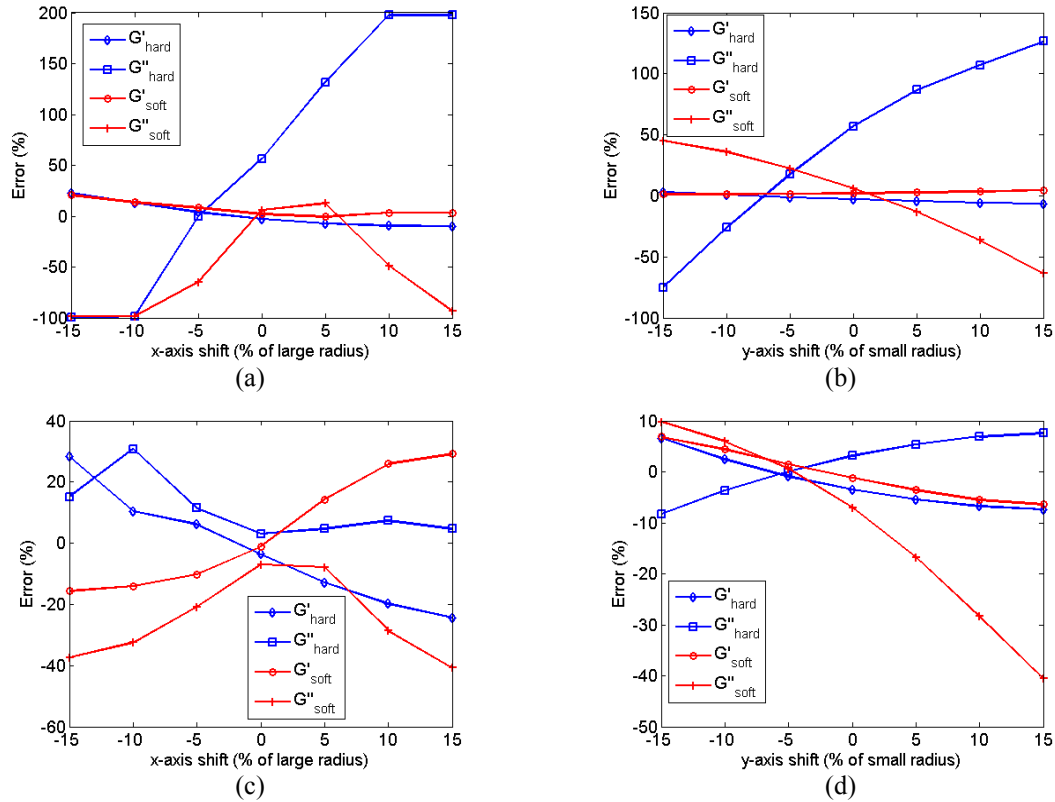 200
150
100
50
0
-50
-100
Error (%)
G'hard
G''hard
G'soft
G''soft
-15 -10 -5 0 5 10 15
x-axis shift (% of large radius)
(a)
150
100
50
0
-50
100
Error (%)
G'hard
G''hard
G'soft
G''soft
-15 -10 -5 0 5 10 15
y-axis shift (% of small radius)
(b)
40
20
0
-20
-40
-60
Error (%)
G'hard
G''hard
G'soft
G''soft
-15 -10 -5 0 5 10 15
x-axis shift (% of large radius)
(c)
10
0
-10
-20
-30
-40
-50
Error (%)
G'hard
G''hard
G'soft
G''soft
-15 -10 -5 0 5 10 15
y-axis shift (% of small radius)
(d)